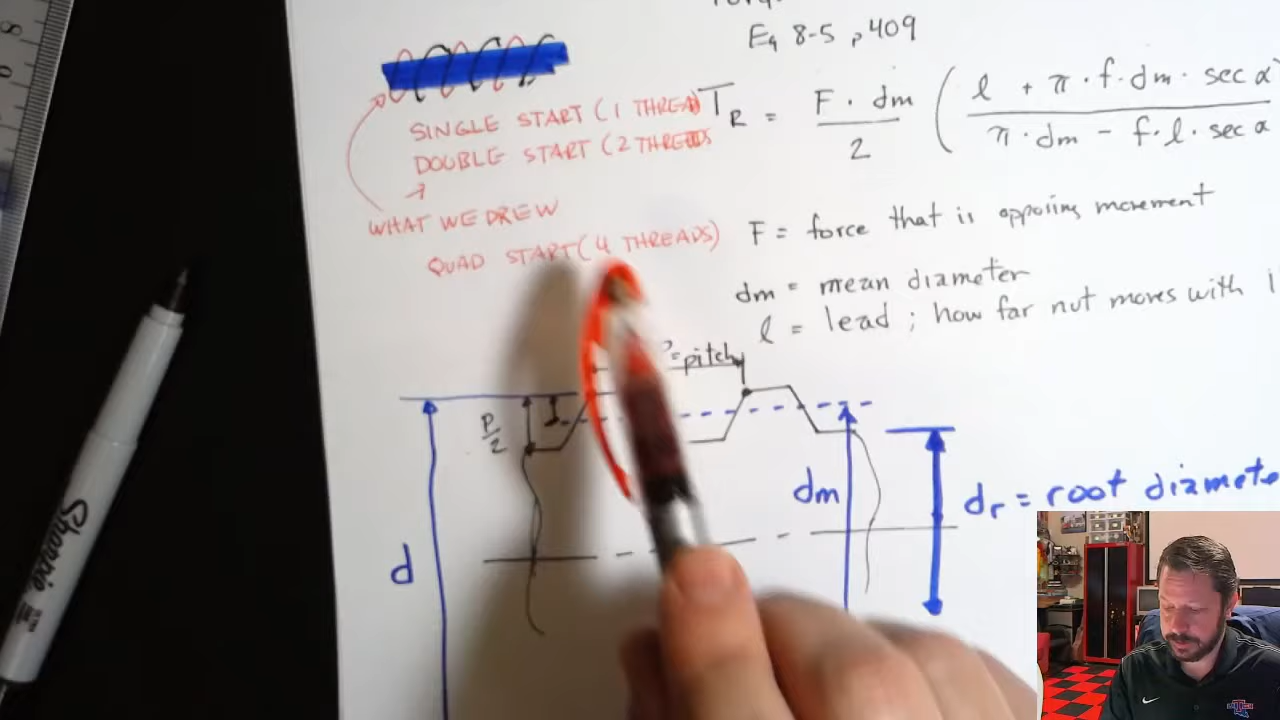 Eq 8-5 , p409
SINGLE START (1 THREAD
DOUBLE START (2 THREADS
WHAT WE DREW
QUAD START (4 THREADS)
T_R = F · dm / 2 ( l + π · f · dm · sec α / π · dm - f · l · sec α
F = force that is opposing movement
dm = mean diameter
l = lead ; how far nut moves with 1
= pitch
P/2
dm
dr = root diamete
d
Sharpie